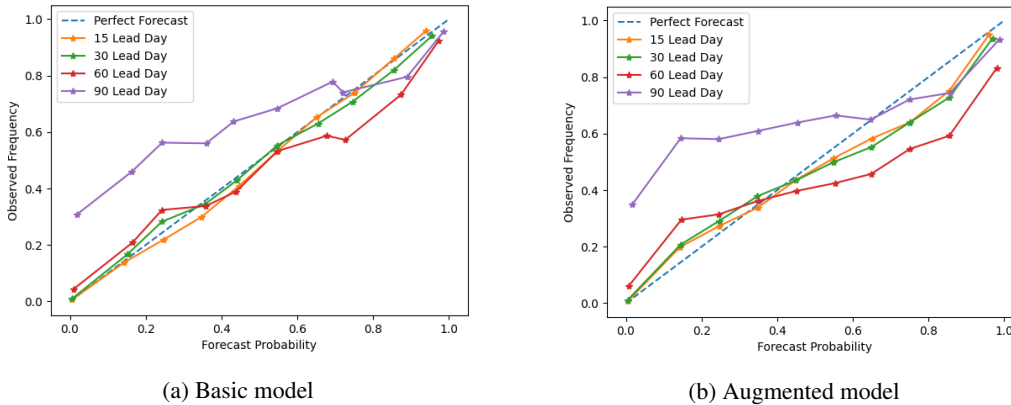 Perfect Forecast
15 Lead Day
30 Lead Day
60 Lead Day
90 Lead Day
1.0
0.8
0.6
0.4
0.2
0.0
Observed Frequency
0.0 0.2 0.4 0.6 0.8 1.0
Forecast Probability
(a) Basic model
Perfect Forecast
15 Lead Day
30 Lead Day
60 Lead Day
90 Lead Day
1.0
0.8
0.6
0.4
0.2
0.0
Observed Frequency
0.0 0.2 0.4 0.6 0.8 1.0
Forecast Probability
(b) Augmented model